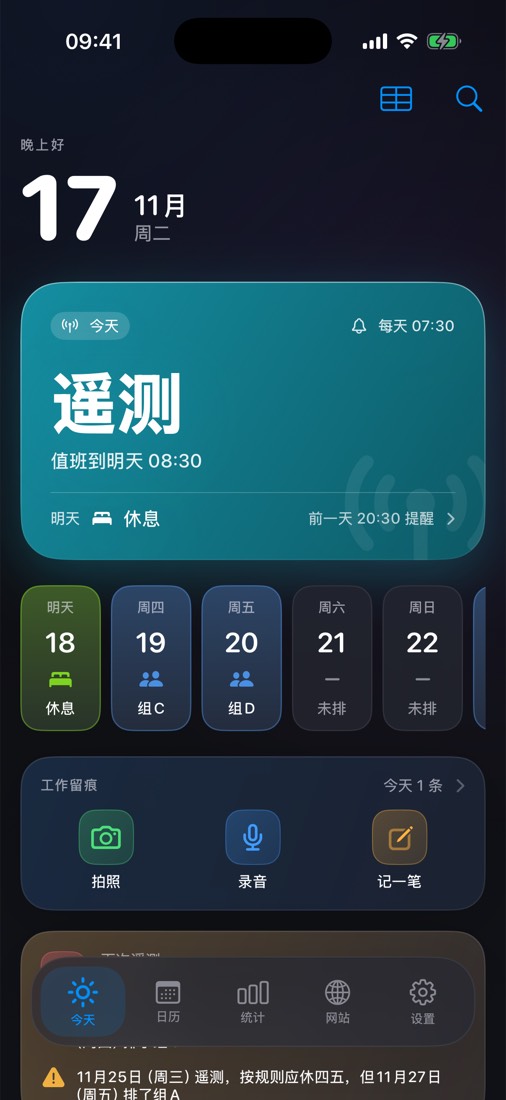 09:41
晚上好
17
11月
周二
今天
每天 07:30
遥测
值班到明天 08:30
明天 休息
前一天 20:30 提醒
明天 周四 周五 周六 周日
18 19 20 21 22
休息 组C 组D 未排 未排
工作留痕
今天 1 条
拍照 录音 记一笔
今天 日历 统计 网站 设置
11月25日 (周三) 遥测，按规则应休四五，但11月27日
(周五) 排了组A